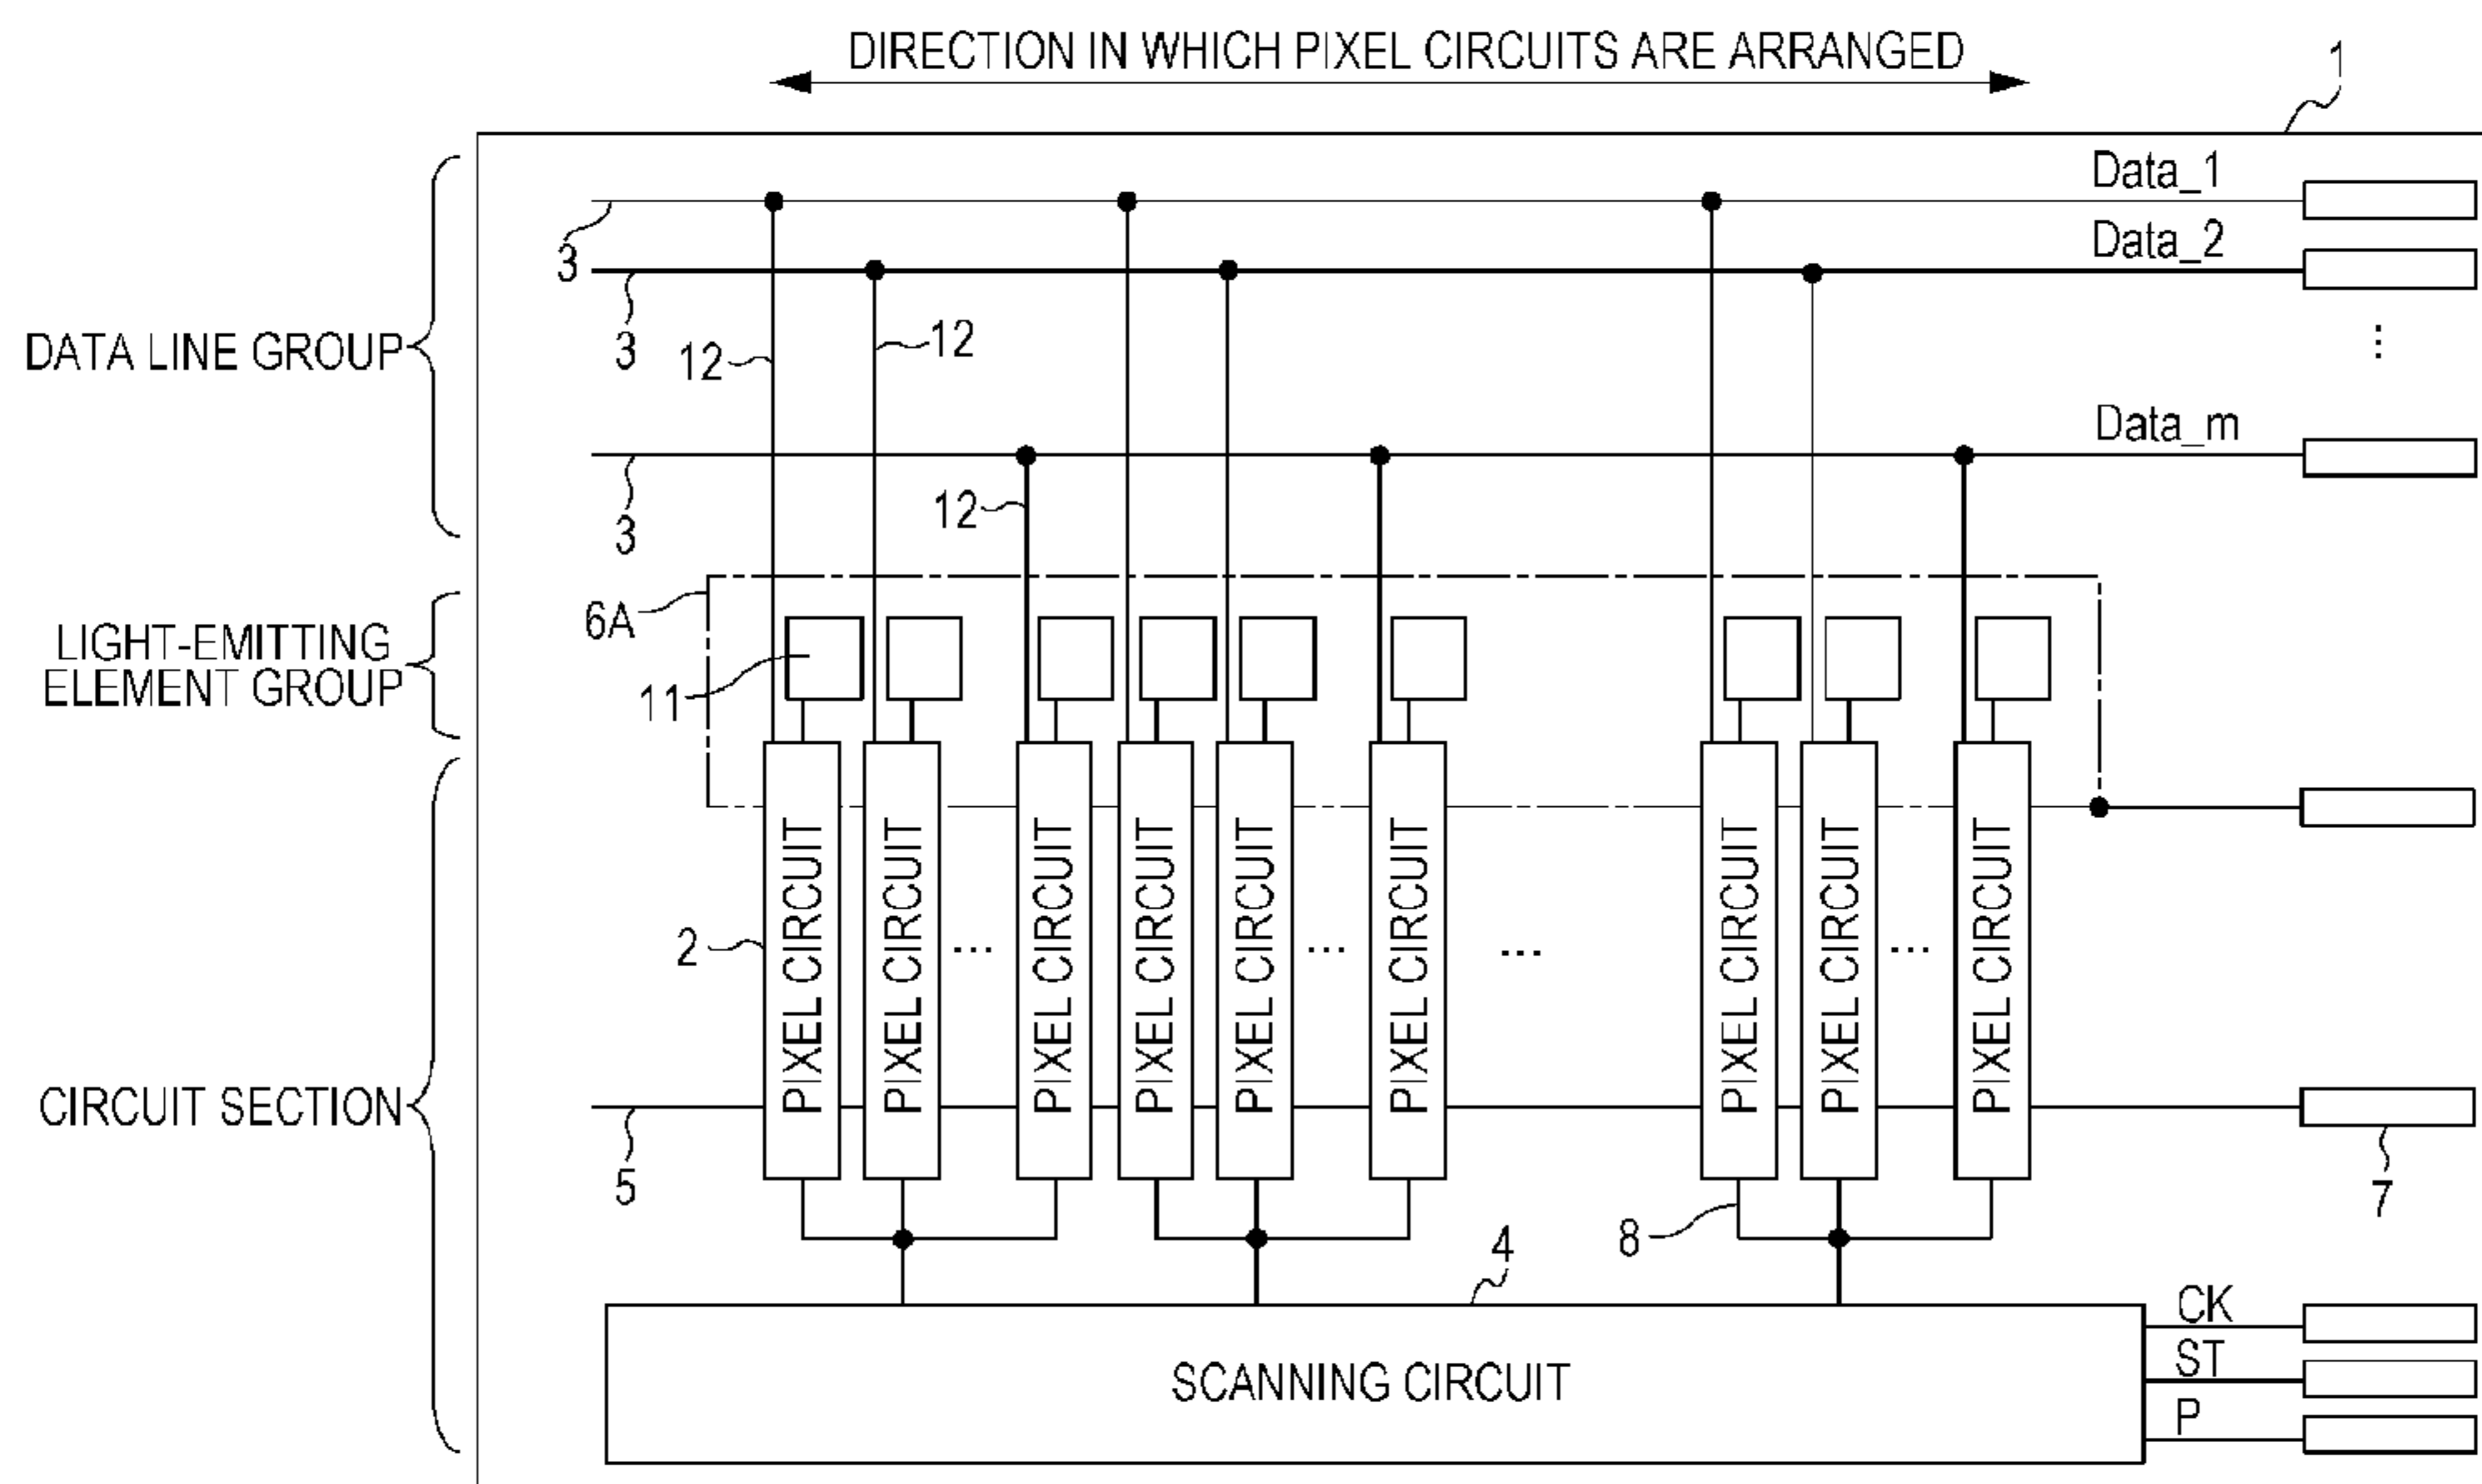 DIRECTION IN WHICH PIXEL CIRCUITS ARE ARRANGED
1
Data_1
3
Data_2
DATA LINE GROUP
3
12
12
...
Data_m
3
12
6A
LIGHT-EMITTING
ELEMENT GROUP
11
CIRCUIT SECTION
2
PIXEL CIRCUIT
PIXEL CIRCUIT
...
PIXEL CIRCUIT
PIXEL CIRCUIT
PIXEL CIRCUIT
...
PIXEL CIRCUIT
...
PIXEL CIRCUIT
PIXEL CIRCUIT
...
PIXEL CIRCUIT
5
7
8
4
CK
SCANNING CIRCUIT
ST
P